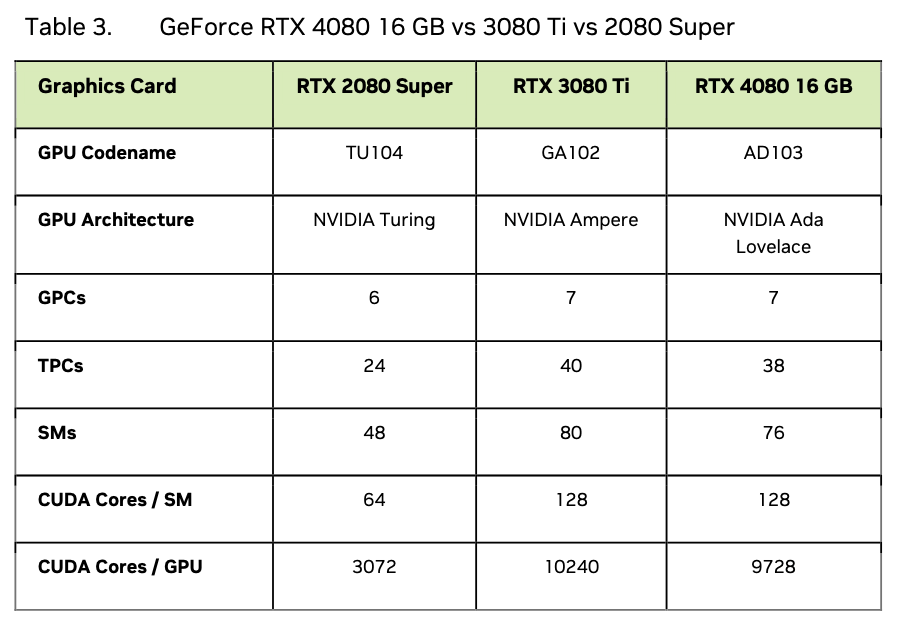 Table 3. GeForce RTX 4080 16 GB vs 3080 Ti vs 2080 Super
Graphics Card RTX 2080 Super RTX 3080 Ti RTX 4080 16 GB
GPU Codename TU104 GA102 AD103
GPU Architecture NVIDIA Turing NVIDIA Ampere NVIDIA Ada
Lovelace
GPCs 6 7 7
TPCs 24 40 38
SMs 48 80 76
CUDA Cores / SM 64 128 128
CUDA Cores / GPU 3072 10240 9728